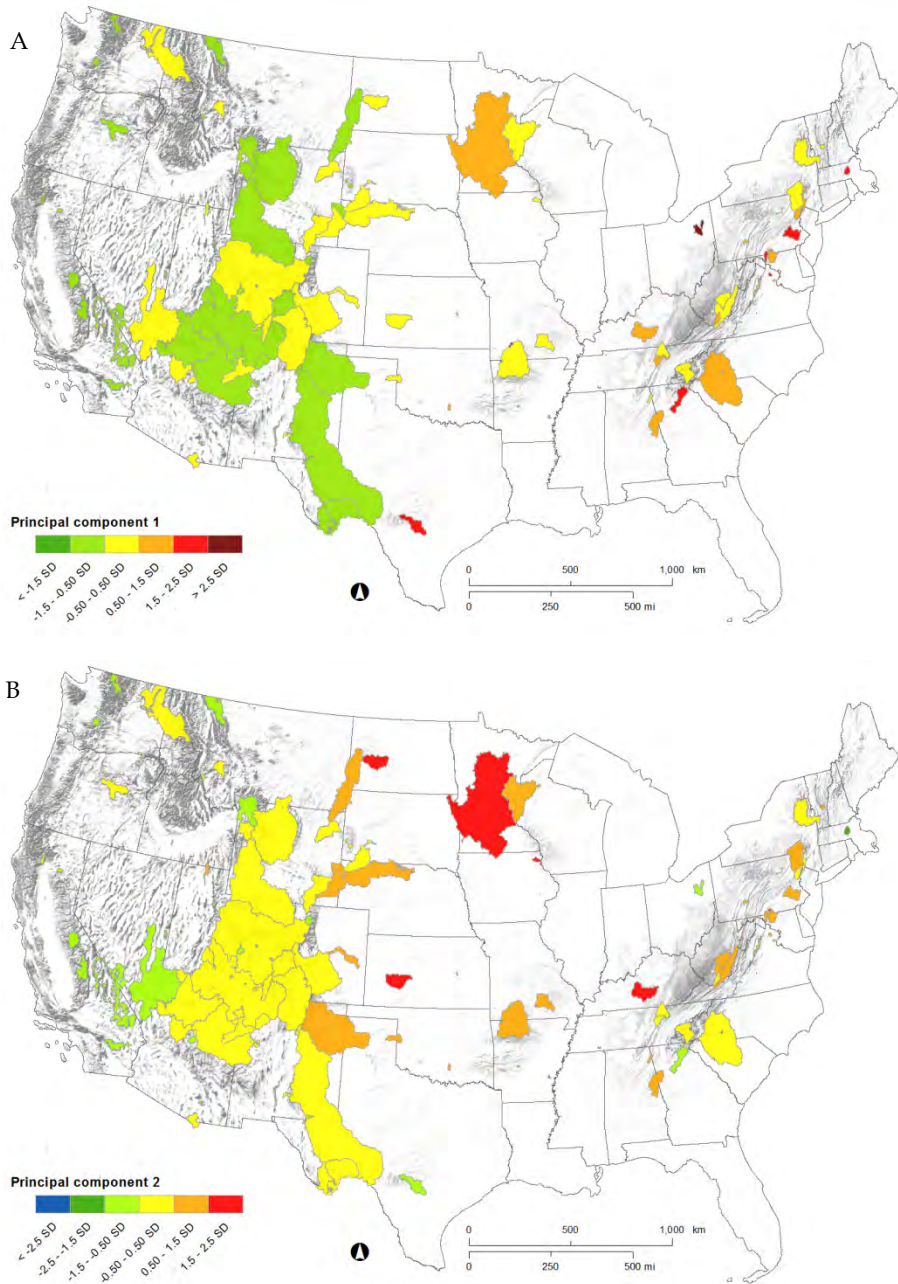 A
Principal component 1
< -1.5 SD
-1.5 - -0.50 SD
-0.50 - 0.50 SD
0.50 - 1.5 SD
1.5 - 2.5 SD
> 2.5 SD
0 500 1,000 km
0 250 500 mi
B
Principal component 2
< -2.5 SD
-2.5 - -1.5 SD
-1.5 - -0.50 SD
-0.50 - 0.50 SD
0.50 - 1.5 SD
1.5 - 2.5 SD
0 500 1,000 km
0 250 500 mi